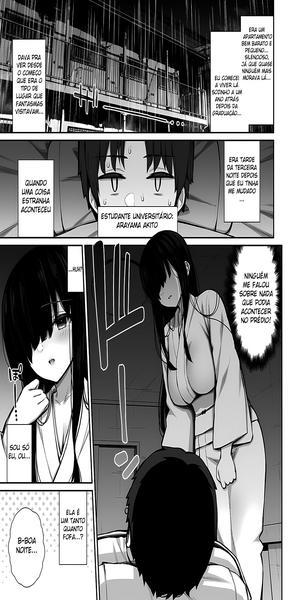 ERA UM
APARTAMENTO
BEM BARATO E
PEQUENO...
SILENCIOSO,
JÁ QUE QUASE
NINGUÉM MAIS
MORAVA LÁ...
EU COMECEI
A VIVER LÁ
SOZINHO A UM
ANO ATRÁS
DEPOIS DA
GRADUAÇÃO...
DAVA PRA
VER DESDE
O COMEÇO
QUE ERA O
TIPO DE
LUGAR QUE
FANTASMAS
VISITAVAM...
ERA TARDE
DA TERCEIRA
NOITE DEPOIS
QUE EU TINHA
ME MUDADO
...
QUANDO
UMA COISA
ESTRANHA
ACONTECEU
ESTUDANTE UNIVERSITÁRIO:
ARAYAMA AKITO
NINGUÉM
ME FALOU
SOBRE NADA
QUE PODIA
ACONTECER
NO PRÉDIO!
...HUH?
SOU SÓ
EU, OU...
ELA É
UM TANTO
QUANTO
FOFA...?
B-BOA
NOITE...